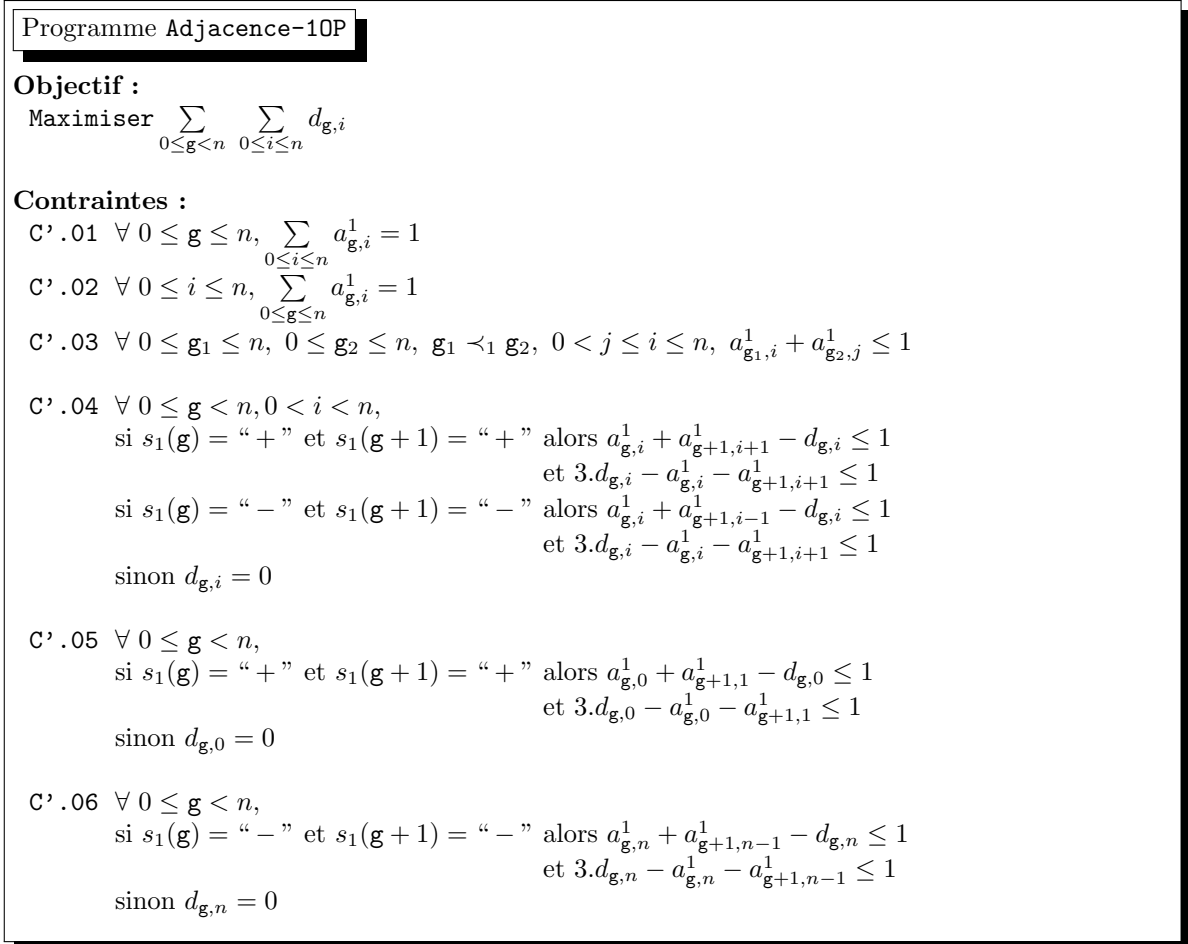 Programme Adjacence-1OP
Objectif :
Maximiser ∑_{0≤g<n} ∑_{0≤i≤n} d_{g,i}
Contraintes :
C'.01 ∀ 0 ≤ g ≤ n, ∑_{0≤i≤n} a^1_{g,i} = 1
C'.02 ∀ 0 ≤ i ≤ n, ∑_{0≤g≤n} a^1_{g,i} = 1
C'.03 ∀ 0 ≤ g_1 ≤ n, 0 ≤ g_2 ≤ n, g_1 ≺_1 g_2, 0 < j ≤ i ≤ n, a^1_{g_1,i} + a^1_{g_2,j} ≤ 1
C'.04 ∀ 0 ≤ g < n, 0 < i < n,
si s_1(g) = “ + ” et s_1(g + 1) = “ + ” alors a^1_{g,i} + a^1_{g+1,i+1} − d_{g,i} ≤ 1
et 3.d_{g,i} − a^1_{g,i} − a^1_{g+1,i+1} ≤ 1
si s_1(g) = “ − ” et s_1(g + 1) = “ − ” alors a^1_{g,i} + a^1_{g+1,i−1} − d_{g,i} ≤ 1
et 3.d_{g,i} − a^1_{g,i} − a^1_{g+1,i+1} ≤ 1
sinon d_{g,i} = 0
C'.05 ∀ 0 ≤ g < n,
si s_1(g) = “ + ” et s_1(g + 1) = “ + ” alors a^1_{g,0} + a^1_{g+1,1} − d_{g,0} ≤ 1
et 3.d_{g,0} − a^1_{g,0} − a^1_{g+1,1} ≤ 1
sinon d_{g,0} = 0
C'.06 ∀ 0 ≤ g < n,
si s_1(g) = “ − ” et s_1(g + 1) = “ − ” alors a^1_{g,n} + a^1_{g+1,n−1} − d_{g,n} ≤ 1
et 3.d_{g,n} − a^1_{g,n} − a^1_{g+1,n−1} ≤ 1
sinon d_{g,n} = 0